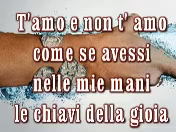 T'amo e non t' amo
come se avessi
nelle mie mani
le chiavi della gioia